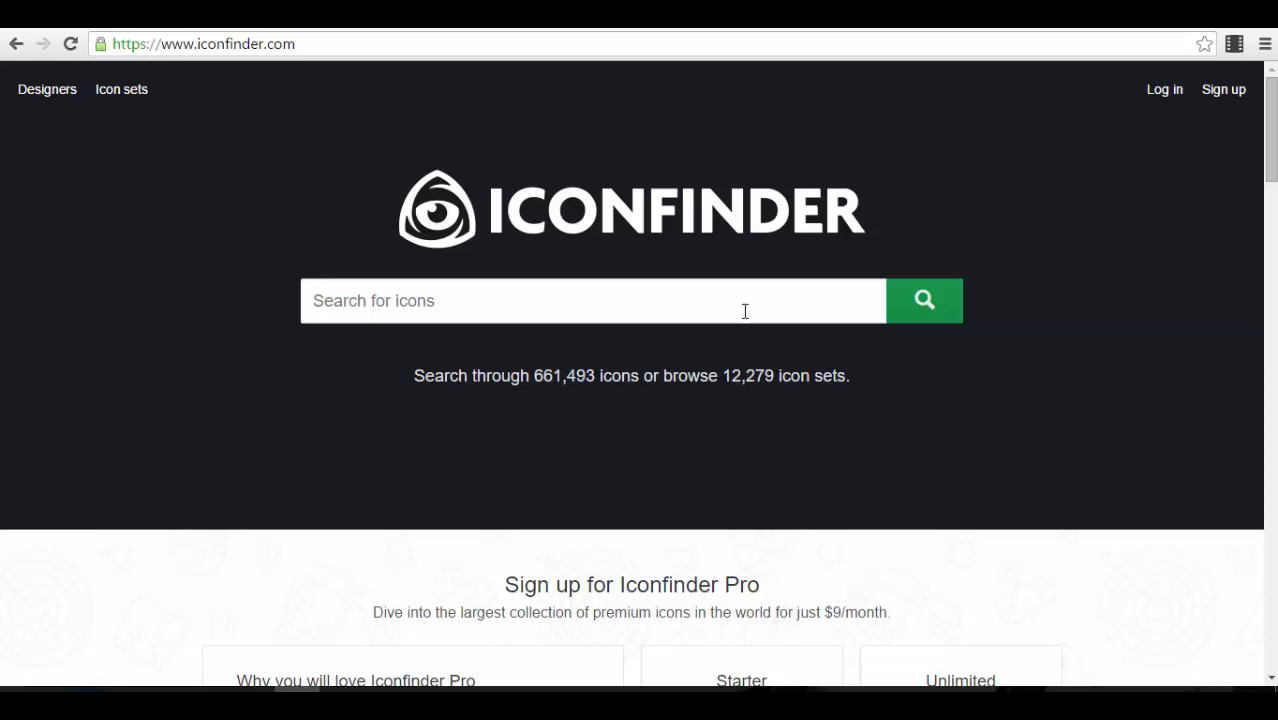 https://www.iconfinder.com
Designers Icon sets Log in Sign up
ICONFINDER
Search for icons
Search through 661,493 icons or browse 12,279 icon sets.
Sign up for Iconfinder Pro
Dive into the largest collection of premium icons in the world for just $9/month.
Why you will love Iconfinder Pro Starter Unlimited